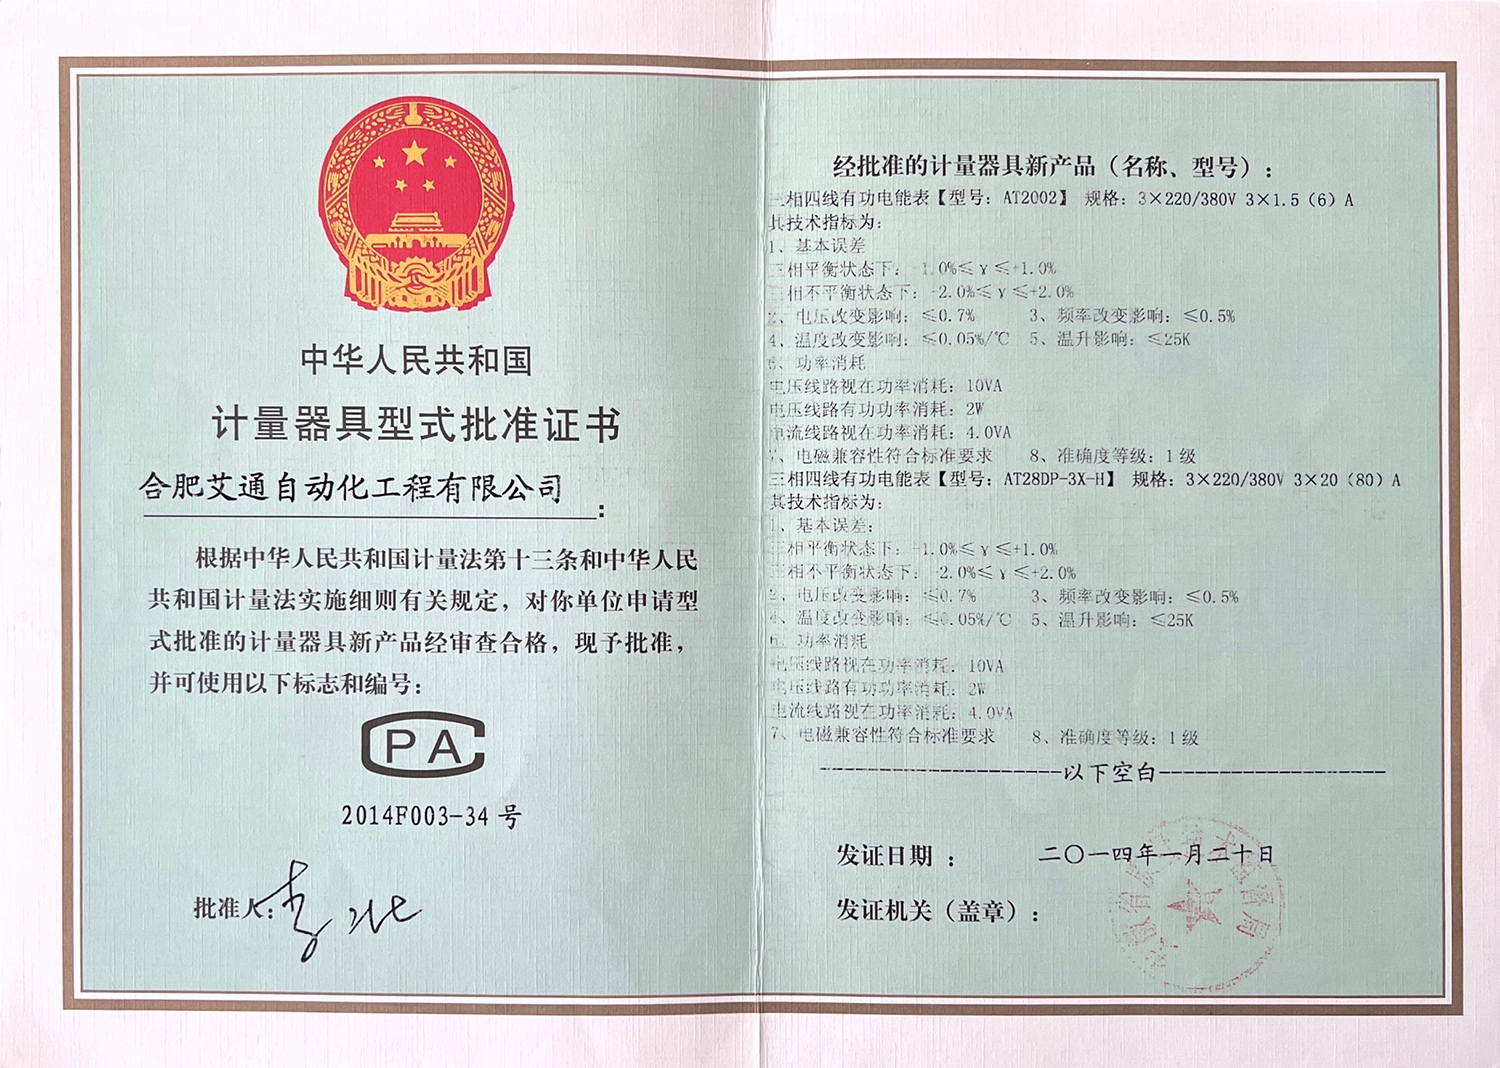 中华人民共和国
计量器具型式批准证书
合肥艾通自动化工程有限公司：
根据中华人民共和国计量法第十三条和中华人民
共和国计量法实施细则有关规定，对你单位申请型
式批准的计量器具新产品经审查合格，现予批准，
并可使用以下标志和编号：
CPA
2014F003-34 号
批准人：
经批准的计量器具新产品（名称、型号）：
三相四线有功电能表【型号：AT2002】 规格：3×220/380V 3×1.5（6）A
其技术指标为：
1、基本误差
三相平衡状态下：-1.0%≤γ≤+1.0%
三相不平衡状态下：-2.0%≤γ≤+2.0%
2、电压改变影响：≤0.7% 3、频率改变影响：≤0.5%
4、温度改变影响：≤0.05%/℃ 5、温升影响：≤25K
6、功率消耗
电压线路视在功率消耗：10VA
电压线路有功功率消耗：2W
电流线路视在功率消耗：4.0VA
7、电磁兼容性符合标准要求 8、准确度等级：1级
三相四线有功电能表【型号：AT28DP-3X-H】 规格：3×220/380V 3×20（80）A
其技术指标为：
1、基本误差：
三相平衡状态下：-1.0%≤γ≤+1.0%
三相不平衡状态下：-2.0%≤γ≤+2.0%
2、电压改变影响：≤0.7% 3、频率改变影响：≤0.5%
4、温度改变影响：≤0.05%/℃ 5、温升影响：≤25K
6、功率消耗
电压线路视在功率消耗：10VA
电压线路有功功率消耗：2W
电流线路视在功率消耗：4.0VA
7、电磁兼容性符合标准要求 8、准确度等级：1级
以下空白
发证日期 ： 二〇一四年一月二十日
发证机关（盖章）：